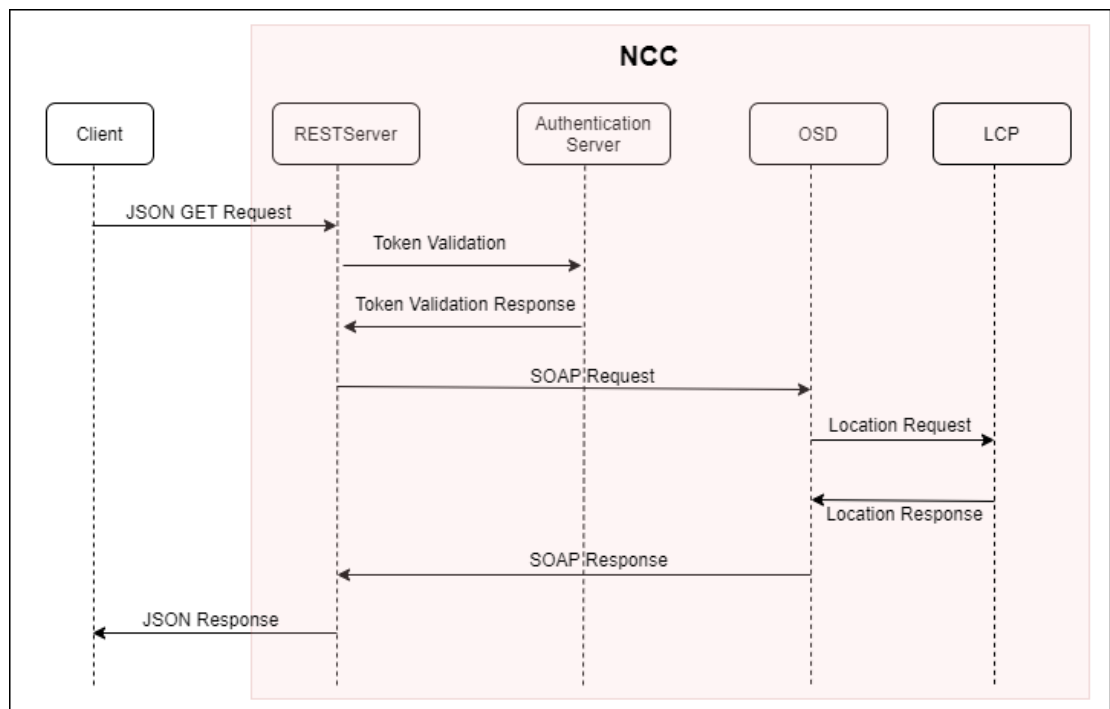 NCC
Client
RESTServer
Authentication
Server
OSD
LCP
JSON GET Request
Token Validation
Token Validation Response
SOAP Request
Location Request
Location Response
SOAP Response
JSON Response